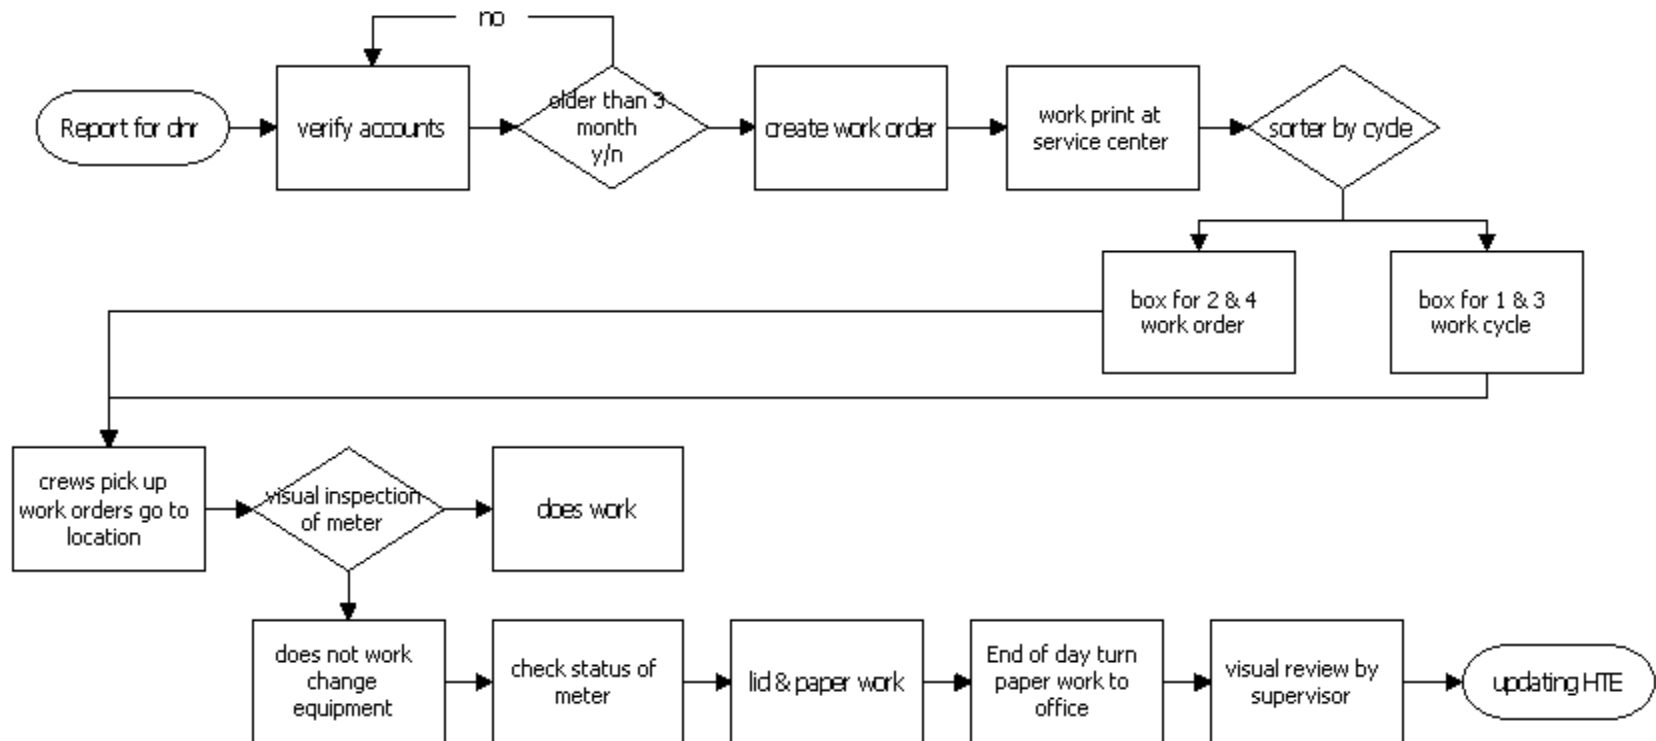 no
Report for dnr
verify accounts
older than 3
month
y/n
create work order
work print at
service center
sorter by cycle
box for 2 & 4
work order
box for 1 & 3
work cycle
crews pick up
work orders go to
location
visual inspection
of meter
does work
does not work
change
equipment
check status of
meter
lid & paper work
End of day turn
paper work to
office
visual review by
supervisor
updating HTE